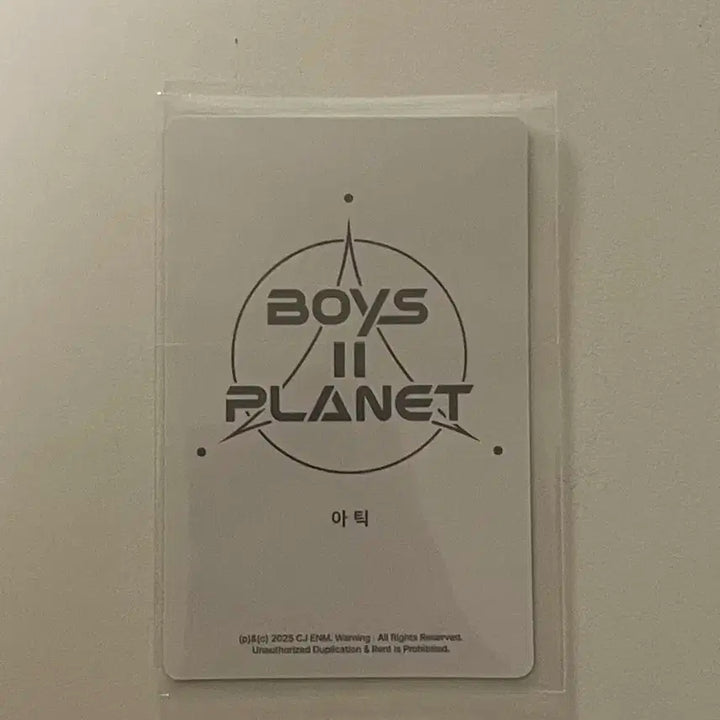 BOYS
II
PLANET
아틱
(p)&(c) 2025 CJ ENM. Warning : All Rights Reserved.
Unauthorized Duplication & Rent is Prohibited.